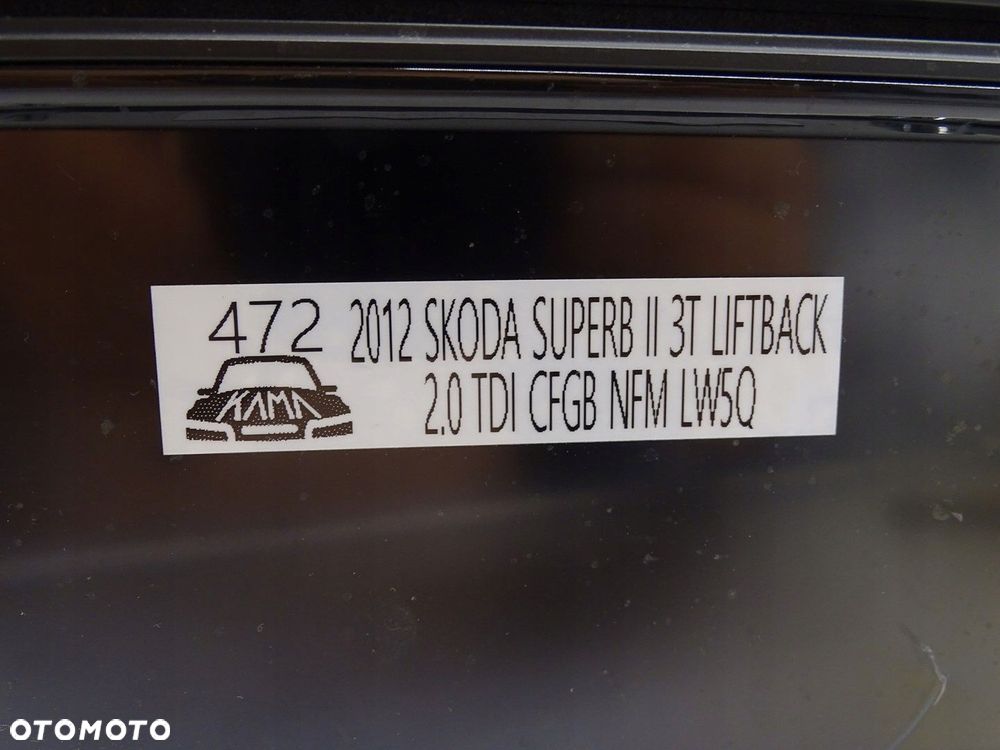 472 2012 SKODA SUPERB II 3T LIFTBACK
KAMA 2.0 TDI CFGB NFM LW5Q
OTOMOTO